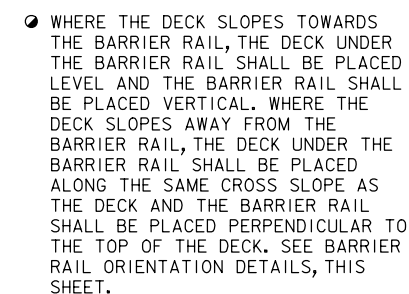 WHERE THE DECK SLOPES TOWARDS
THE BARRIER RAIL, THE DECK UNDER
THE BARRIER RAIL SHALL BE PLACED
LEVEL AND THE BARRIER RAIL SHALL
BE PLACED VERTICAL. WHERE THE
DECK SLOPES AWAY FROM THE
BARRIER RAIL, THE DECK UNDER THE
BARRIER RAIL SHALL BE PLACED
ALONG THE SAME CROSS SLOPE AS
THE DECK AND THE BARRIER RAIL
SHALL BE PLACED PERPENDICULAR TO
THE TOP OF THE DECK. SEE BARRIER
RAIL ORIENTATION DETAILS, THIS
SHEET.